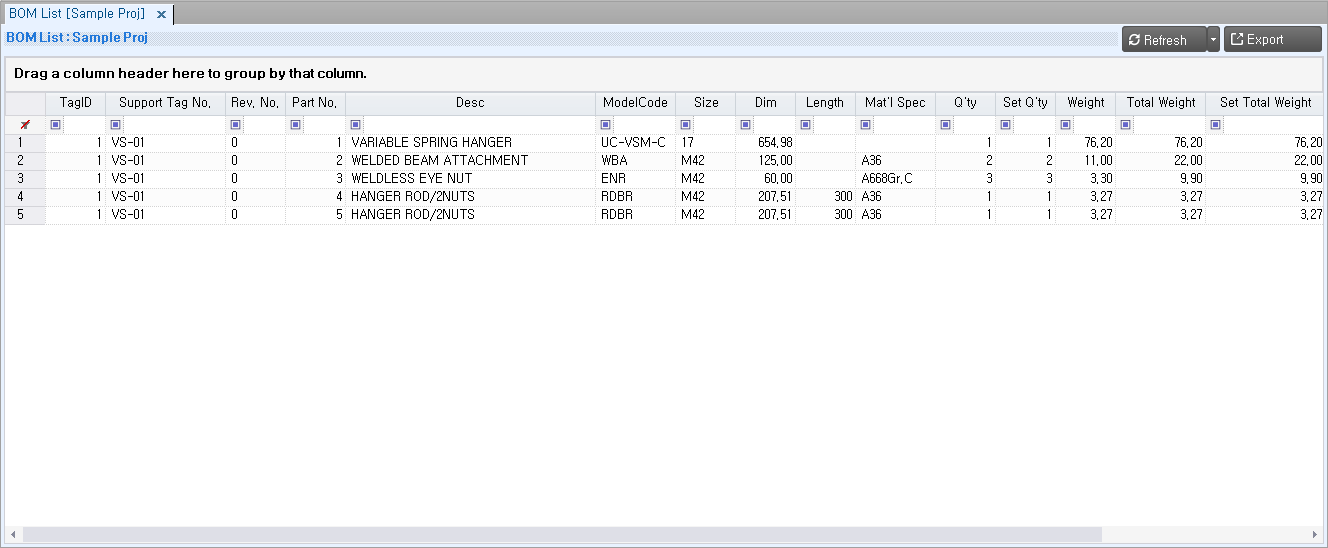 BOM List [Sample Proj]
BOM List : Sample Proj
Refresh
Export
Drag a column header here to group by that column.
TagID Support Tag No. Rev. No. Part No. Desc ModelCode Size Dim Length Mat'l Spec Q'ty Set Q'ty Weight Total Weight Set Total Weight
1 1 VS-01 0 1 VARIABLE SPRING HANGER UC-VSM-C 17 654.98 1 1 76.20 76.20 76.20
2 1 VS-01 0 2 WELDED BEAM ATTACHMENT WBA M42 125.00 A36 2 2 11.00 22.00 22.00
3 1 VS-01 0 3 WELDLESS EYE NUT ENR M42 60.00 A668Gr.C 3 3 3.30 9.90 9.90
4 1 VS-01 0 4 HANGER ROD/2NUTS RDBR M42 207.51 300 A36 1 1 3.27 3.27 3.27
5 1 VS-01 0 5 HANGER ROD/2NUTS RDBR M42 207.51 300 A36 1 1 3.27 3.27 3.27